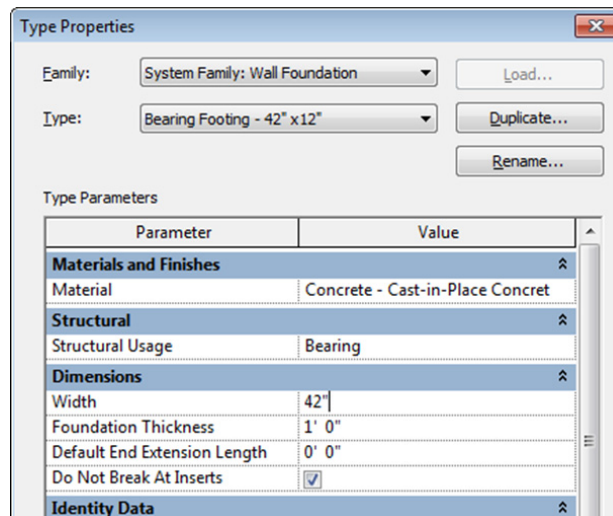 Type Properties
Family: System Family: Wall Foundation Load...
Type: Bearing Footing - 42" x12" Duplicate...
Rename...
Type Parameters
Parameter Value
Materials and Finishes
Material Concrete - Cast-in-Place Concret
Structural
Structural Usage Bearing
Dimensions
Width 42"
Foundation Thickness 1' 0"
Default End Extension Length 0' 0"
Do Not Break At Inserts
Identity Data